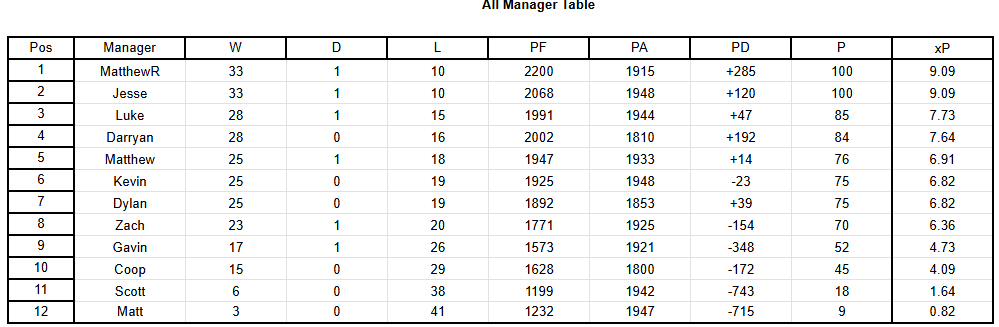 All Manager Table
Pos Manager W D L PF PA PD P xP
1 MatthewR 33 1 10 2200 1915 +285 100 9.09
2 Jesse 33 1 10 2068 1948 +120 100 9.09
3 Luke 28 1 15 1991 1944 +47 85 7.73
4 Darryan 28 0 16 2002 1810 +192 84 7.64
5 Matthew 25 1 18 1947 1933 +14 76 6.91
6 Kevin 25 0 19 1925 1948 -23 75 6.82
7 Dylan 25 0 19 1892 1853 +39 75 6.82
8 Zach 23 1 20 1771 1925 -154 70 6.36
9 Gavin 17 1 26 1573 1921 -348 52 4.73
10 Coop 15 0 29 1628 1800 -172 45 4.09
11 Scott 6 0 38 1199 1942 -743 18 1.64
12 Matt 3 0 41 1232 1947 -715 9 0.82